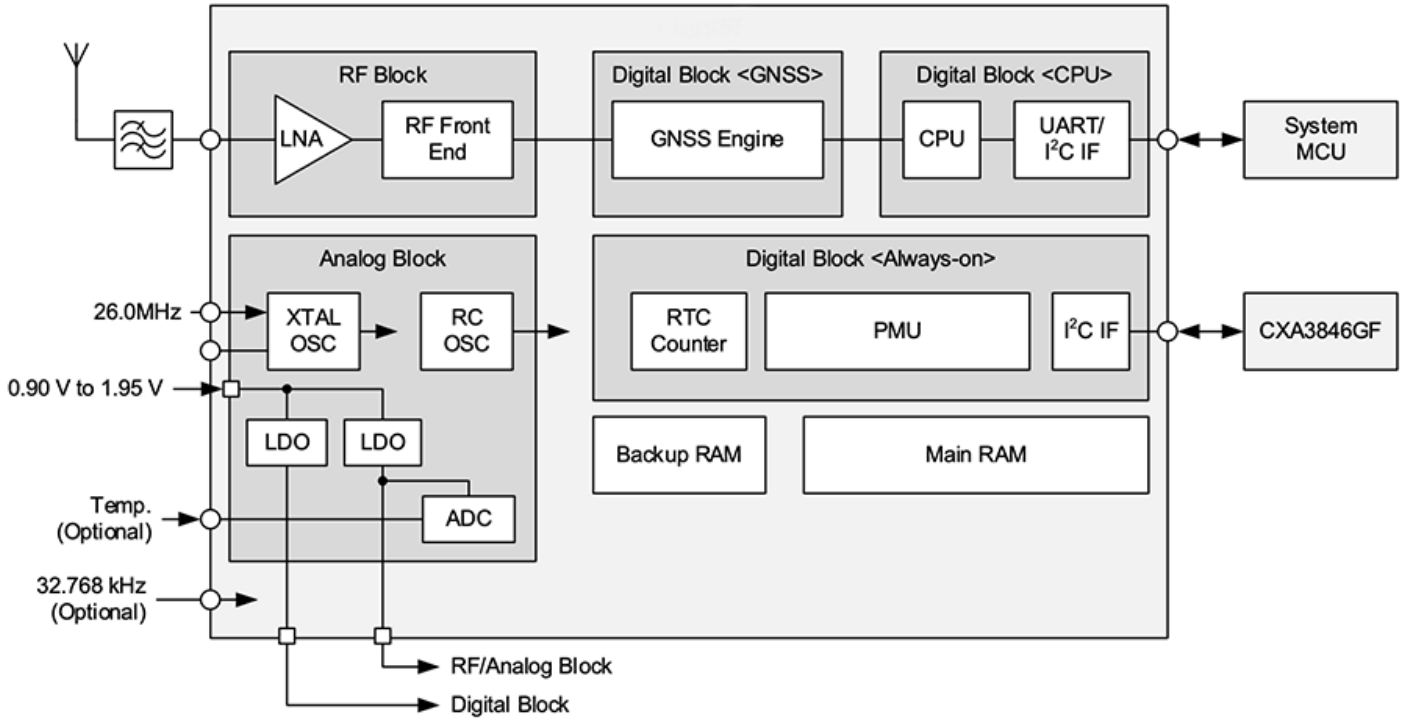 RF Block
LNA
RF Front
End
Digital Block <GNSS>
GNSS Engine
Digital Block <CPU>
CPU
UART/
I²C IF
System
MCU
Analog Block
26.0MHz
XTAL
OSC
RC
OSC
0.90 V to 1.95 V
LDO
LDO
Temp.
(Optional)
ADC
32.768 kHz
(Optional)
Digital Block <Always-on>
RTC
Counter
PMU
I²C IF
CXA3846GF
Backup RAM
Main RAM
RF/Analog Block
Digital Block